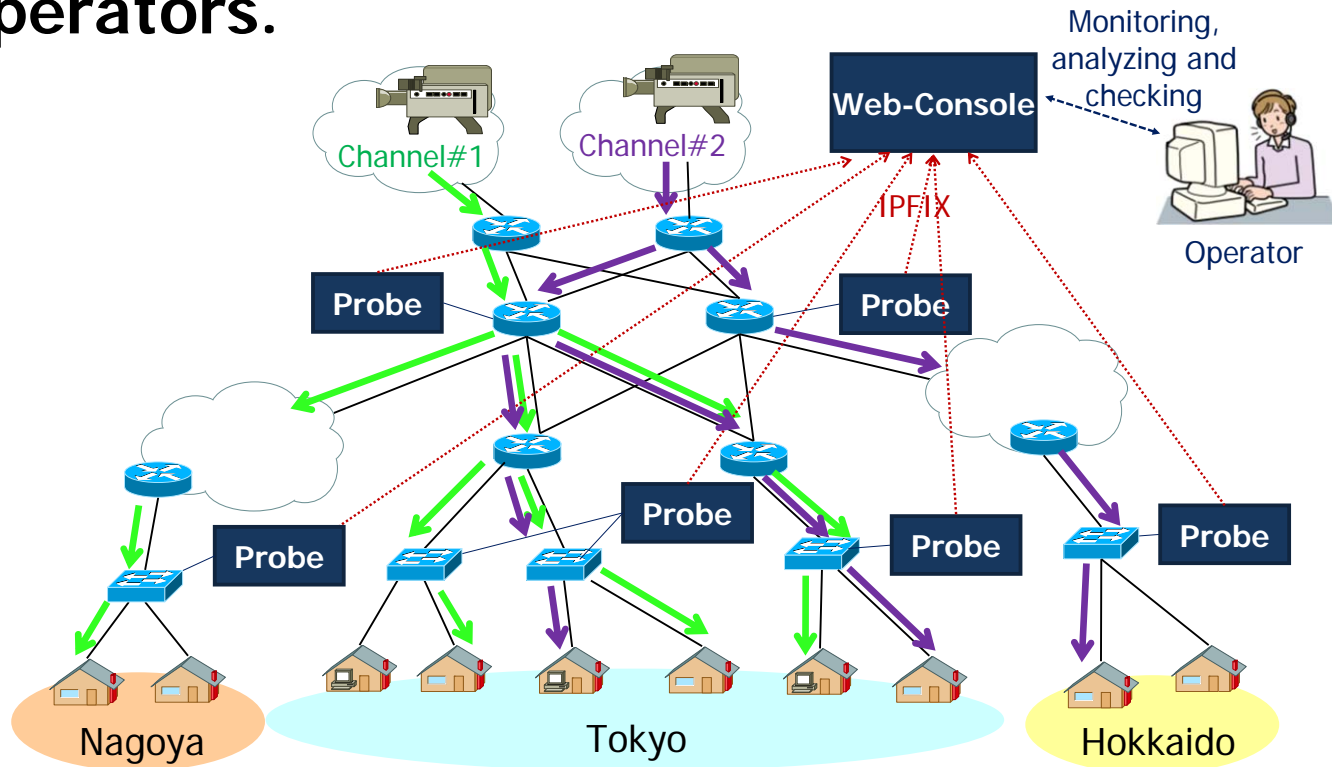 perators.
Monitoring,
analyzing and
checking
Web-Console
Channel#1
Channel#2
IPFIX
Operator
Probe
Probe
Probe
Probe
Probe
Probe
Nagoya
Tokyo
Hokkaido